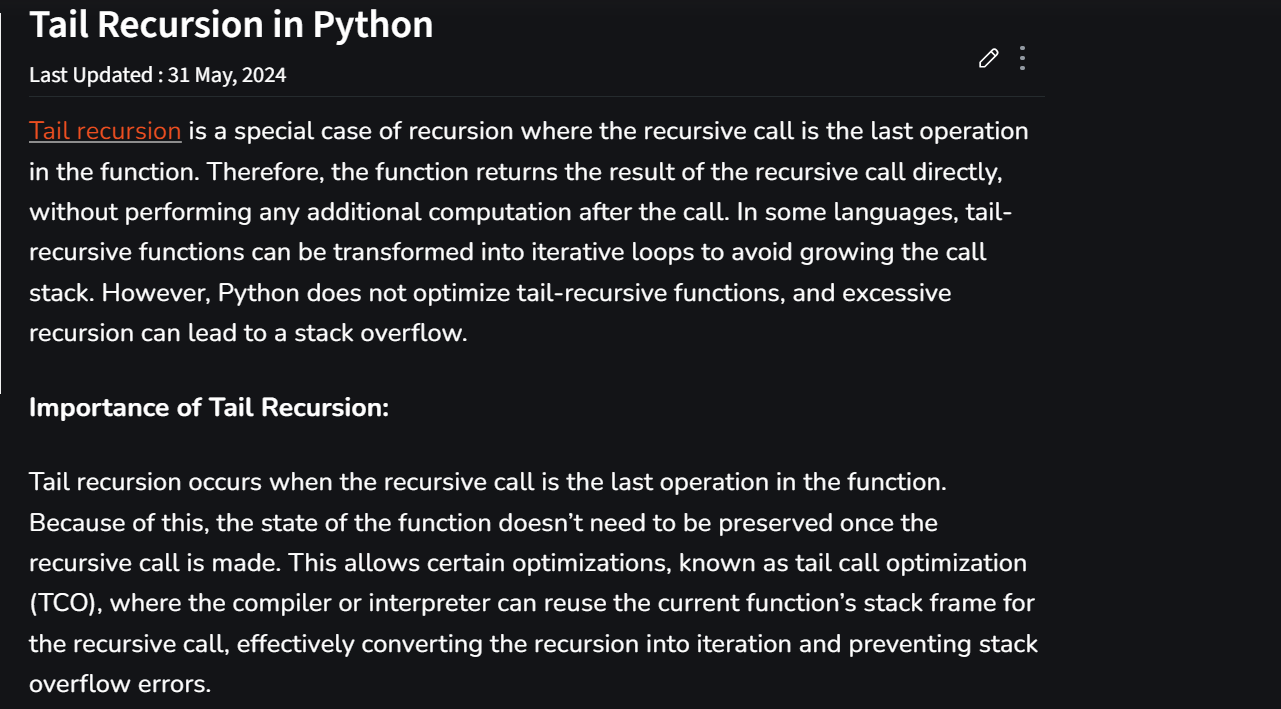 Tail Recursion in Python
Last Updated : 31 May, 2024
Tail recursion is a special case of recursion where the recursive call is the last operation
in the function. Therefore, the function returns the result of the recursive call directly,
without performing any additional computation after the call. In some languages, tail-
recursive functions can be transformed into iterative loops to avoid growing the call
stack. However, Python does not optimize tail-recursive functions, and excessive
recursion can lead to a stack overflow.
Importance of Tail Recursion:
Tail recursion occurs when the recursive call is the last operation in the function.
Because of this, the state of the function doesn’t need to be preserved once the
recursive call is made. This allows certain optimizations, known as tail call optimization
(TCO), where the compiler or interpreter can reuse the current function’s stack frame for
the recursive call, effectively converting the recursion into iteration and preventing stack
overflow errors.